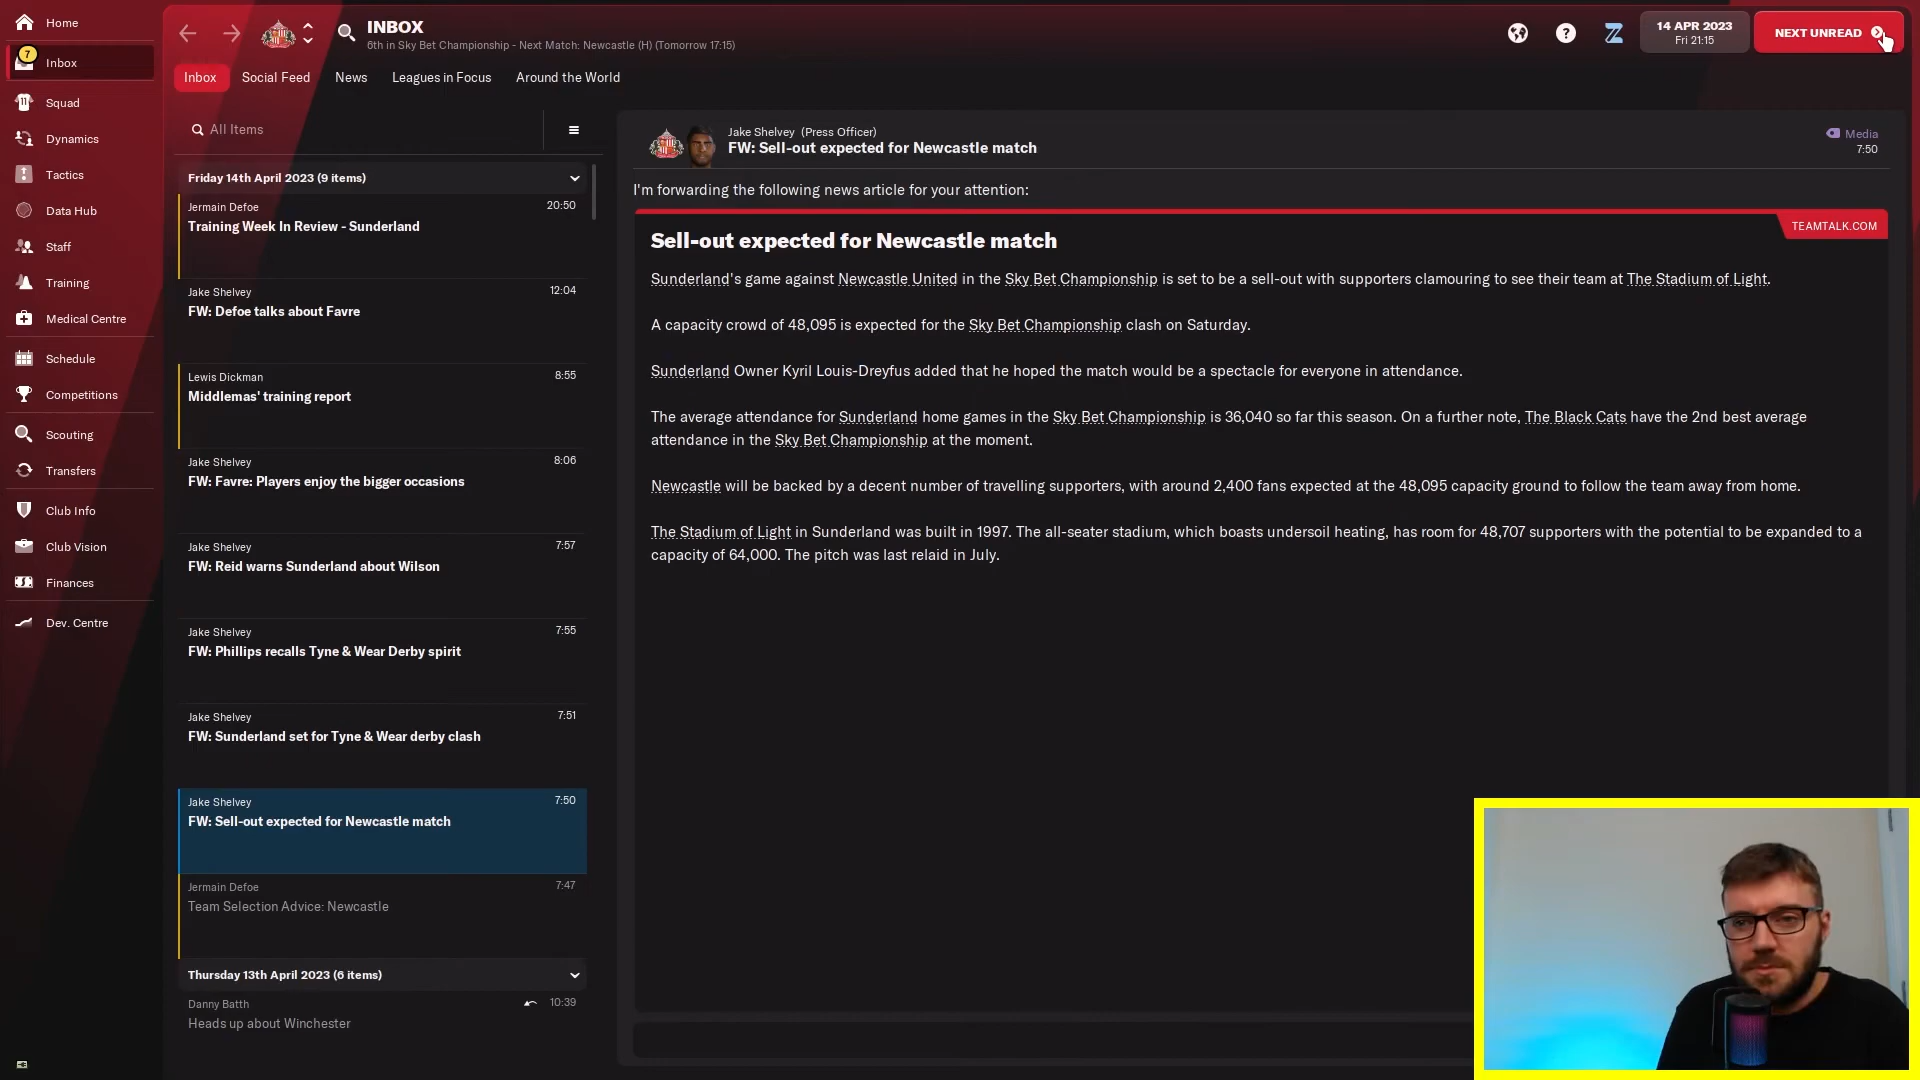 Home
7
Inbox
Squad
Dynamics
Tactics
Data Hub
Staff
Training
Medical Centre
Schedule
Competitions
Scouting
Transfers
Club Info
Club Vision
Finances
Dev. Centre
INBOX
6th in Sky Bet Championship - Next Match: Newcastle (H) (Tomorrow 17:15)
14 APR 2023
Fri 21:15
NEXT UNREAD
Inbox Social Feed News Leagues in Focus Around the World
All Items
Friday 14th April 2023 (9 items)
Jermain Defoe 20:50
Training Week In Review - Sunderland
Jake Shelvey 12:04
FW: Defoe talks about Favre
Lewis Dickman 8:55
Middlemas' training report
Jake Shelvey 8:06
FW: Favre: Players enjoy the bigger occasions
Jake Shelvey 7:57
FW: Reid warns Sunderland about Wilson
Jake Shelvey 7:55
FW: Phillips recalls Tyne & Wear Derby spirit
Jake Shelvey 7:51
FW: Sunderland set for Tyne & Wear derby clash
Jake Shelvey 7:50
FW: Sell-out expected for Newcastle match
Jermain Defoe 7:47
Team Selection Advice: Newcastle
Thursday 13th April 2023 (6 items)
Danny Batth 10:39
Heads up about Winchester
Jake Shelvey (Press Officer)
FW: Sell-out expected for Newcastle match
Media
7:50
I'm forwarding the following news article for your attention:
TEAMTALK.COM
Sell-out expected for Newcastle match
Sunderland's game against Newcastle United in the Sky Bet Championship is set to be a sell-out with supporters clamouring to see their team at The Stadium of Light.
A capacity crowd of 48,095 is expected for the Sky Bet Championship clash on Saturday.
Sunderland Owner Kyril Louis-Dreyfus added that he hoped the match would be a spectacle for everyone in attendance.
The average attendance for Sunderland home games in the Sky Bet Championship is 36,040 so far this season. On a further note, The Black Cats have the 2nd best average
attendance in the Sky Bet Championship at the moment.
Newcastle will be backed by a decent number of travelling supporters, with around 2,400 fans expected at the 48,095 capacity ground to follow the team away from home.
The Stadium of Light in Sunderland was built in 1997. The all-seater stadium, which boasts undersoil heating, has room for 48,707 supporters with the potential to be expanded to a
capacity of 64,000. The pitch was last relaid in July.